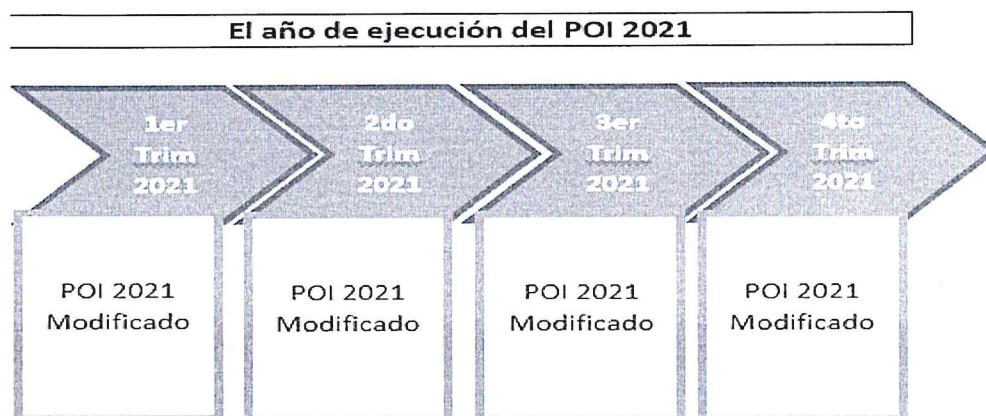 El año de ejecución del POI 2021
1er
Trim
2021
2do
Trim
2021
3er
Trim
2021
4to
Trim
2021
POI 2021
Modificado
POI 2021
Modificado
POI 2021
Modificado
POI 2021
Modificado